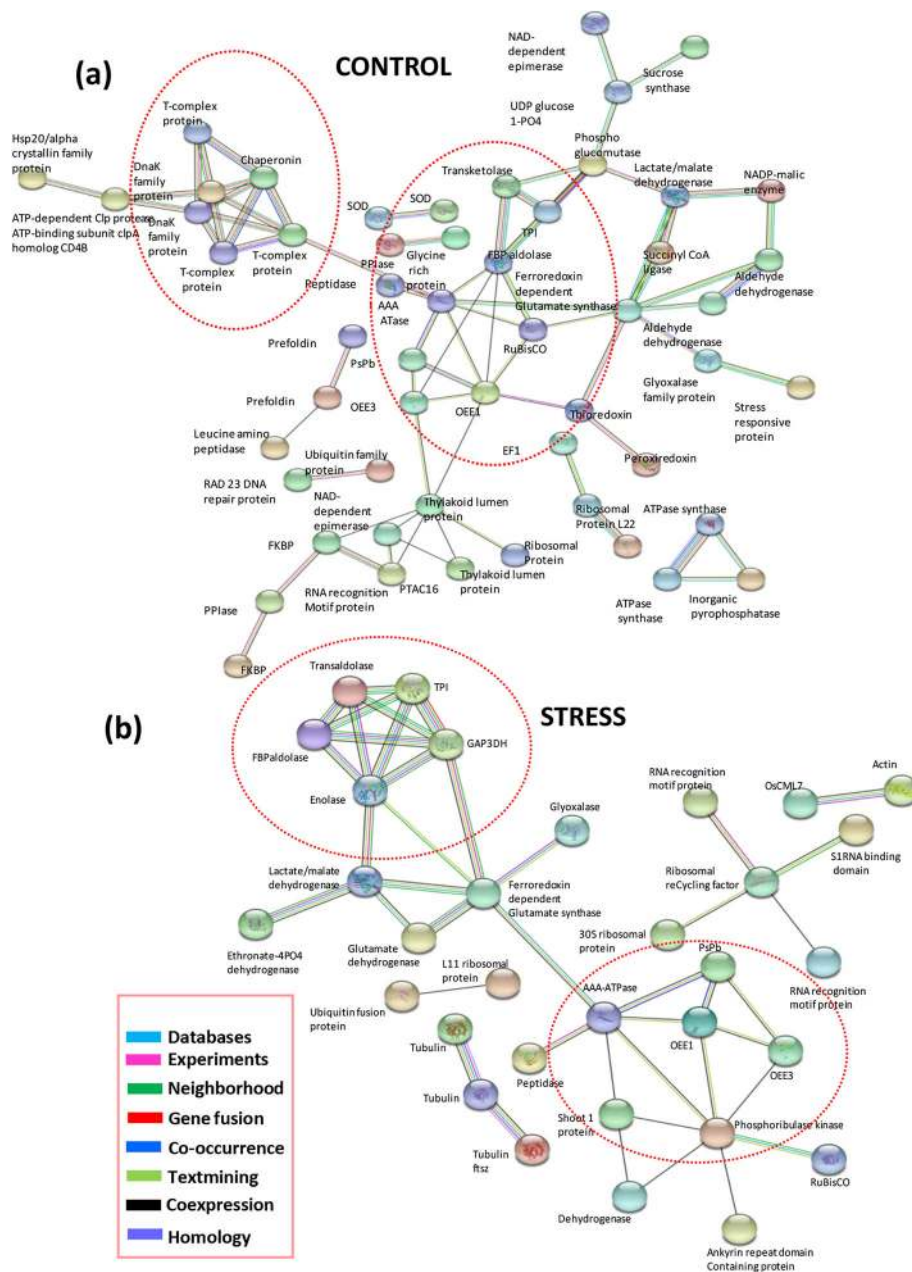 (a)
CONTROL
NAD-
dependent
epimerase
Sucrose
synthase
UDP glucose
1-PO4
Phospho
glucomutase
T-complex
protein
Hsp20/alpha
crystallin family
protein
Chaperonin
DnaK
family
protein
ATP-dependent Clp protease
ATP-binding subunit clpA
homolog CD4B
DnaK
family
protein
T-complex
protein
T-complex
protein
Transketolase
Lactate/malate
dehydrogenase
NADP-malic
enzyme
SOD
SOD
TPI
PPIase
Glycine
rich
protein
FBPaldolase
Succinyl CoA
ligase
Peptidase
AAA
ATase
Ferroredoxin
dependent
Glutamate synthase
Aldehyde
dehydrogenase
RuBisCO
Aldehyde
dehydrogenase
Prefoldin
PsPb
Glyoxalase
family protein
Prefoldin
OEE3
OEE1
Thioredoxin
Stress
responsive
protein
Leucine amino
peptidase
EF1
Peroxiredoxin
Ubiquitin family
protein
RAD 23 DNA
repair protein
NAD-
dependent
epimerase
Thylakoid lumen
protein
Ribosomal
Protein L22
ATPase synthase
FKBP
Ribosomal
Protein
RNA recognition
Motif protein
PTAC16
Thylakoid lumen
protein
ATPase
synthase
Inorganic
pyrophosphatase
PPIase
FKBP
(b)
STRESS
Transaldolase
TPI
FBPaldolase
GAP3DH
Enolase
Glyoxalase
RNA recognition
motif protein
OsCML7
Actin
Lactate/malate
dehydrogenase
Ferroredoxin
dependent
Glutamate synthase
Ribosomal
reCycling factor
S1RNA binding
domain
Ethronate-4PO4
dehydrogenase
Glutamate
dehydrogenase
30S ribosomal
protein
PsPb
L11 ribosomal
protein
AAA-ATPase
RNA recognition
motif protein
Ubiquitin fusion
protein
OEE1
OEE3
Tubulin
Peptidase
Tubulin
Shoot 1
protein
Phosphoribulase kinase
Tubulin
ftsz
RuBisCO
Dehydrogenase
Ankyrin repeat domain
Containing protein
Databases
Experiments
Neighborhood
Gene fusion
Co-occurrence
Textmining
Coexpression
Homology